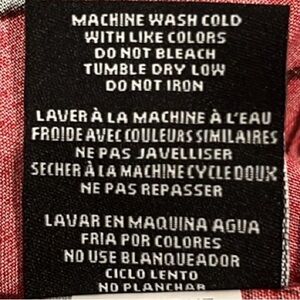 MACHINE WASH COLD
WITH LIKE COLORS
DO NOT BLEACH
TUMBLE DRY LOW
DO NOT IRON
LAVER À LA MACHINE À L'EAU
FROIDE AVEC COULEURS SIMILAIRES
NE PAS JAVELLISER
SECHER À LA MACHINE CYCLE DOUX
NE PAS REPASSER
LAVAR EN MAQUINA AGUA
FRIA POR COLORES
NO USE BLANQUEADOR
CICLO LENTO
NO PLANCHAR